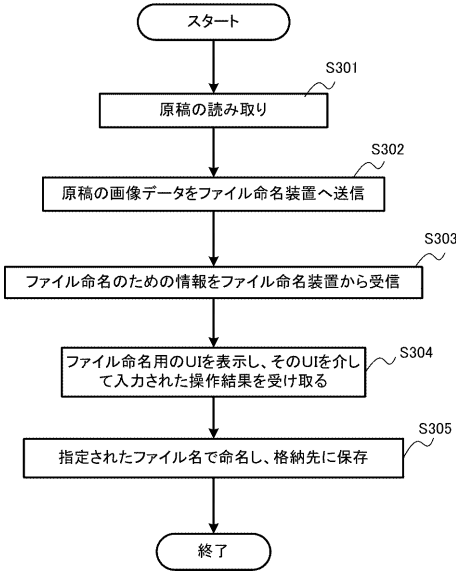 スタート
S301
原稿の読み取り
S302
原稿の画像データをファイル命名装置へ送信
S303
ファイル命名のための情報をファイル命名装置から受信
S304
ファイル命名用のUIを表示し、そのUIを介し
て入力された操作結果を受け取る
S305
指定されたファイル名で命名し、格納先に保存
終了